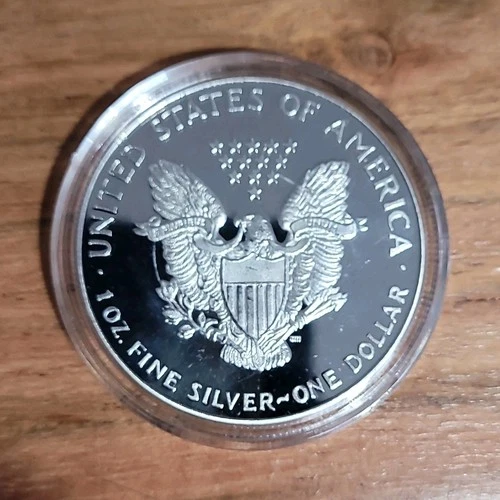 UNITED STATES OF AMERICA
1 OZ. FINE SILVER~ONE DOLLAR